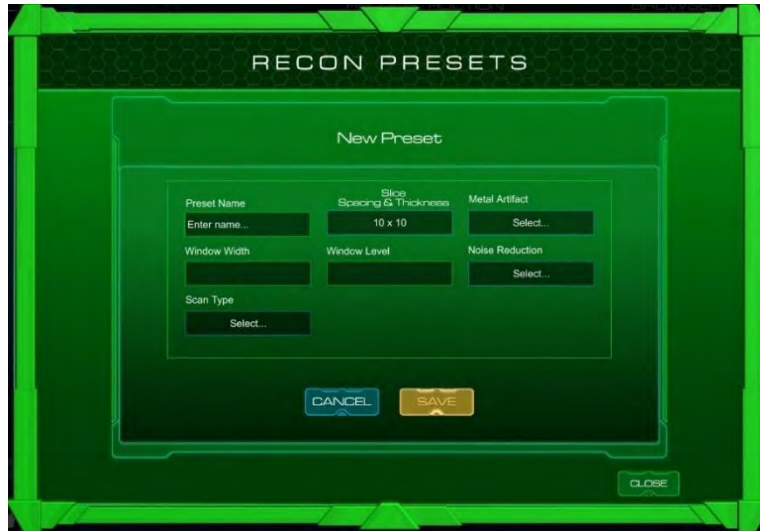 RECON PRESETS
New Preset
Preset Name
Slice
Spacing & Thickness
Metal Artifact
Enter name...
10 x 10
Select...
Window Width
Window Level
Noise Reduction
Select...
Scan Type
Select...
CANCEL
SAVE
CLOSE